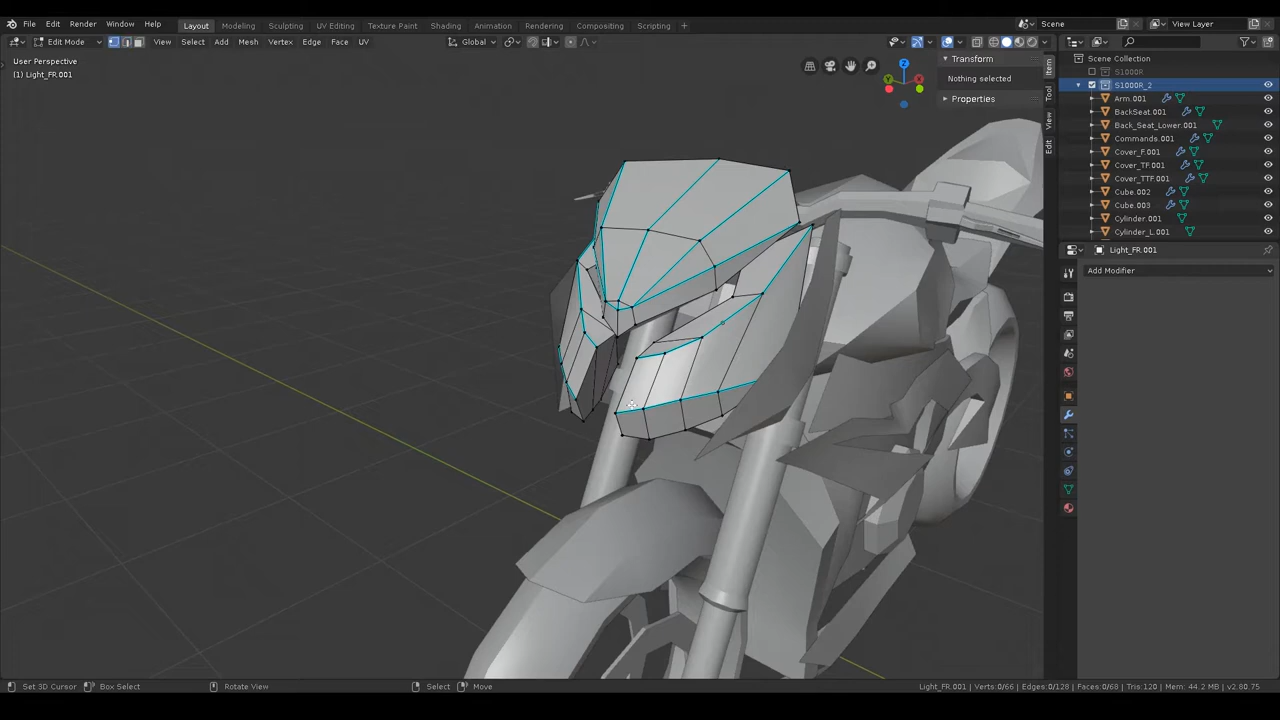 File Edit Render Window Help Layout Modeling Sculpting UV Editing Texture Paint Shading Animation Rendering Compositing Scripting + Scene View Layer
Edit Mode View Select Add Mesh Vertex Edge Face UV Global
User Perspective
(1) Light_FR.001
Transform
Nothing selected
Properties
Item
Tool
View
Edit
Scene Collection
S1000R
S1000R_2
Arm.001
BackSeat.001
Back_Seat_Lower.001
Commands.001
Cover_F.001
Cover_TF.001
Cover_TTF.001
Cube.002
Cube.003
Cylinder.001
Cylinder_L.001
Light_FR.001
Add Modifier
Z
Y
X
Set 3D Cursor Box Select Rotate View Select Move Light_FR.001 | Verts:0/66 | Edges:0/128 | Faces:0/68 | Tris:120 | Mem: 44.2 MB | v2.80.75